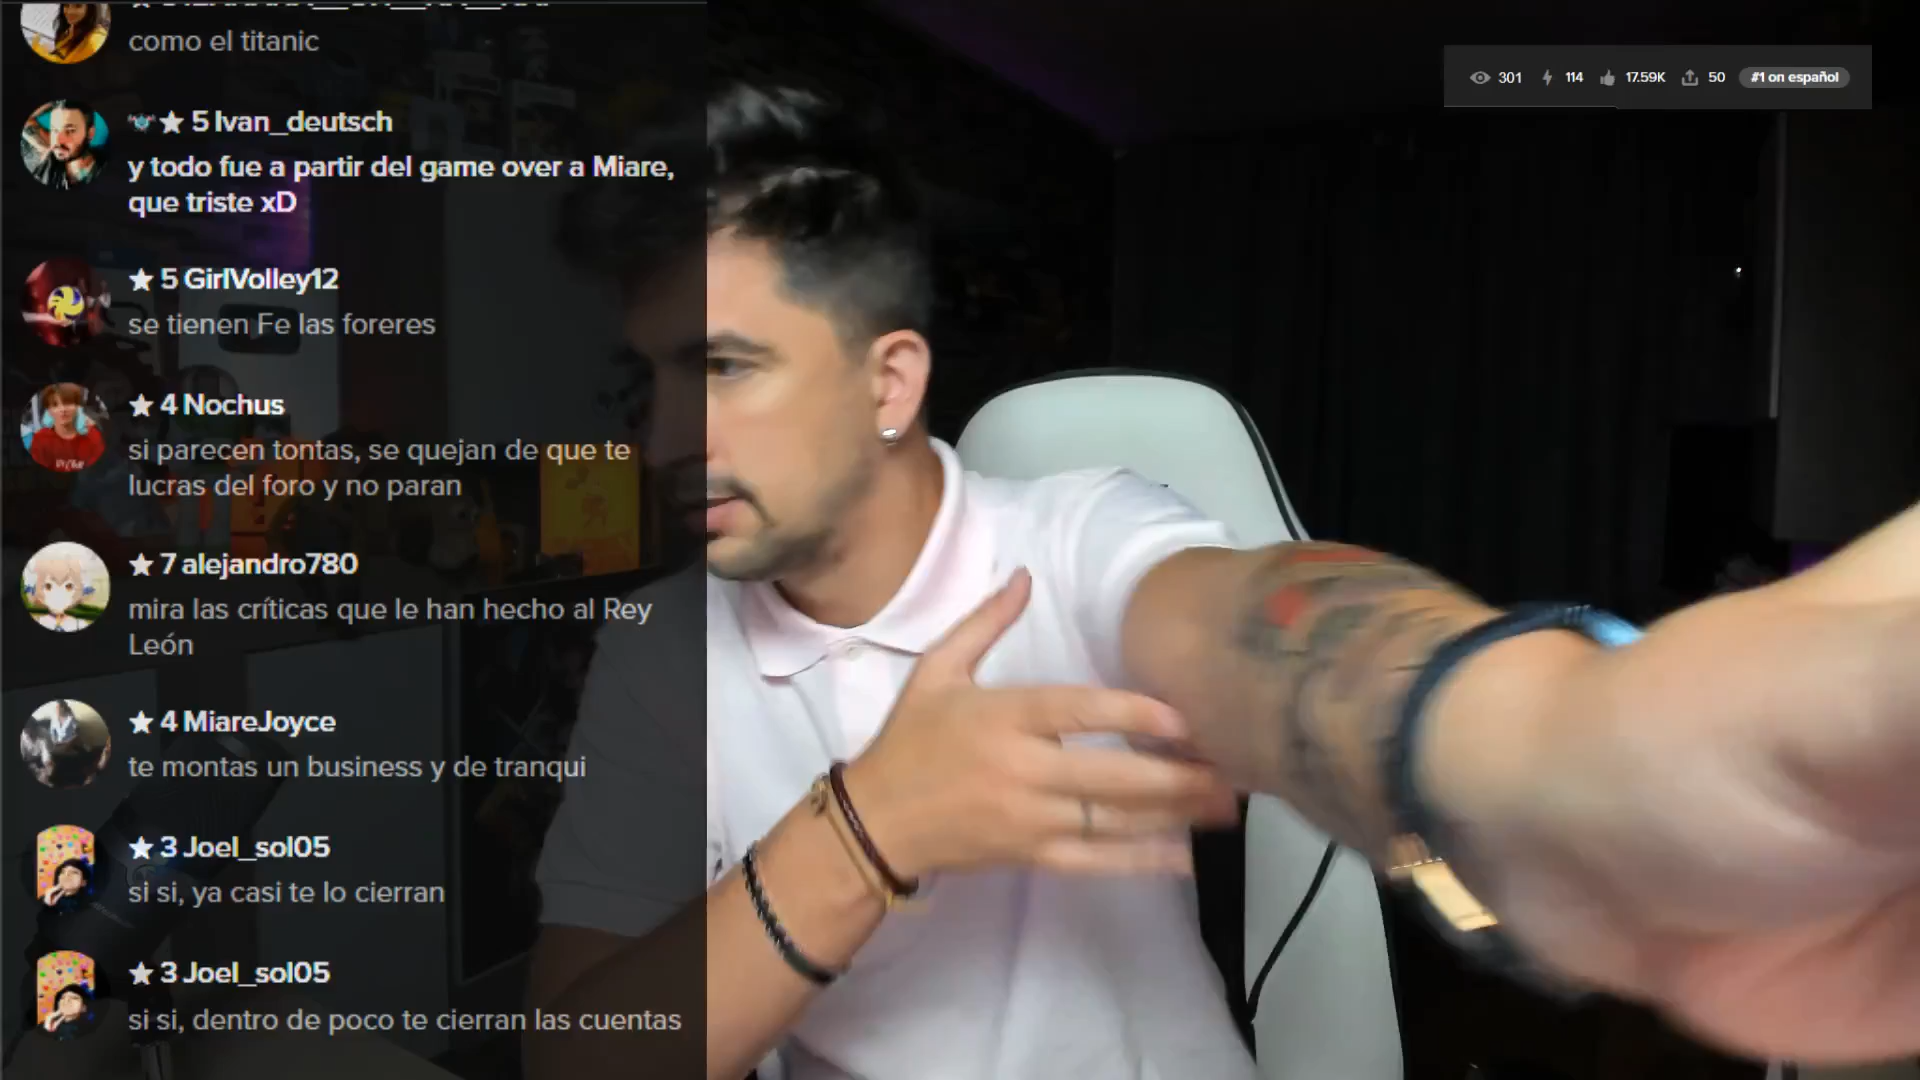 como el titanic
5 Ivan_deutsch
y todo fue a partir del game over a Miare,
que triste xD
5 GirlVolley12
se tienen Fe las foreres
4 Nochus
si parecen tontas, se quejan de que te
lucras del foro y no paran
7 alejandro780
mira las críticas que le han hecho al Rey
León
4 MiareJoyce
te montas un business y de tranqui
3 Joel_sol05
si si, ya casi te lo cierran
3 Joel_sol05
si si, dentro de poco te cierran las cuentas
301 114 17.59K 50 #1 on español